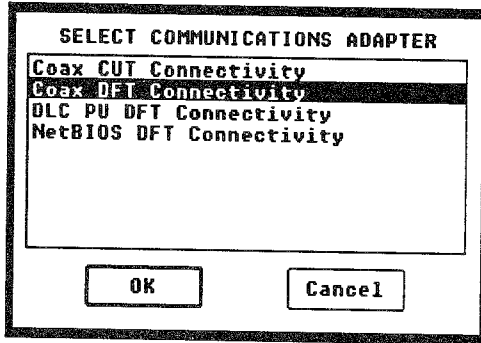 SELECT COMMUNICATIONS ADAPTER
Coax CUT Connectivity
Coax DFT Connectivity
DLC PU DFT Connectivity
NetBIOS DFT Connectivity
OK
Cancel